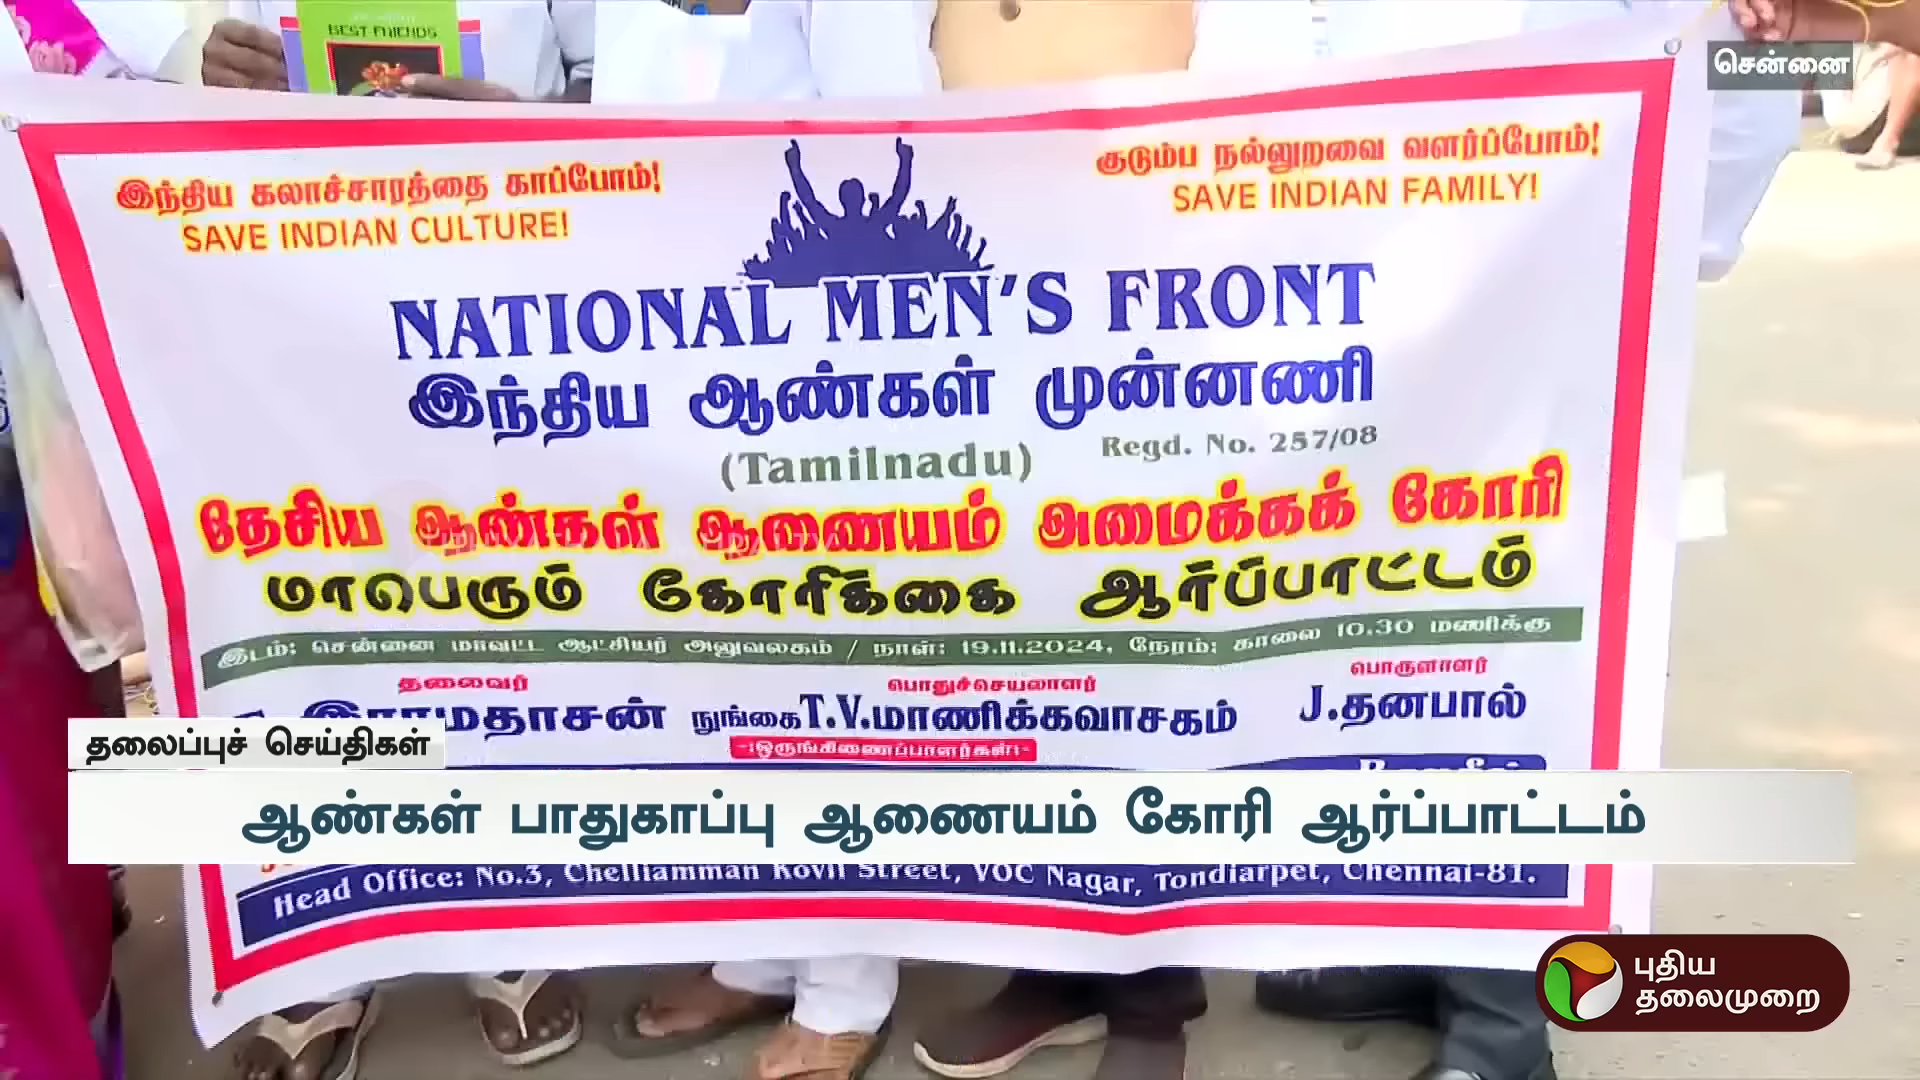 BEST FRIENDS
சென்னை
இந்திய கலாச்சாரத்தை காப்போம்!
SAVE INDIAN CULTURE!
குடும்ப நல்லுறவை வளர்ப்போம்!
SAVE INDIAN FAMILY!
NATIONAL MEN'S FRONT
இந்திய ஆண்கள் முன்னணி
(Tamilnadu)
Regd. No. 257/08
தேசிய ஆண்கள் ஆணையம் அமைக்கக் கோரி
மாபெரும் கோரிக்கை ஆர்ப்பாட்டம்
இடம்: சென்னை மாவட்ட ஆட்சியர் அலுவலகம் / நாள்: 19.11.2024, நேரம்: காலை 10.30 மணிக்கு
தலைவர்
இராமதாசன்
பொதுச்செயலாளர்
நுங்கை T.V.மாணிக்கவாசகம்
பொருளாளர்
J.தனபால்
-:ஒருங்கிணைப்பாளர்கள்:-
தலைப்புச் செய்திகள்
ஆண்கள் பாதுகாப்பு ஆணையம் கோரி ஆர்ப்பாட்டம்
Head Office: No.3, Chelliamman Kovil Street, VOC Nagar, Tondiarpet, Chennai-81.
புதிய
தலைமுறை